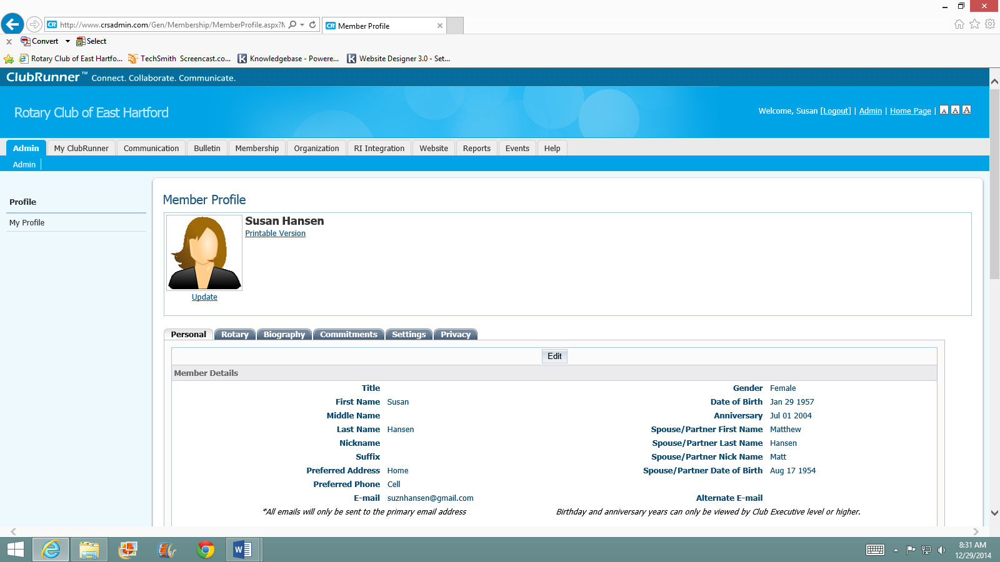 http://www.crsadmin.com/Gen/Membership/MemberProfile.aspx?M
CR Member Profile
x Convert Select
Rotary Club of East Hartfo... TechSmith Screencast.co... Knowledgebase - Powere... Website Designer 3.0 - Set...
ClubRunner™ Connect. Collaborate. Communicate.
Rotary Club of East Hartford
Welcome, Susan [Logout] | Admin | Home Page | A A A
Admin My ClubRunner Communication Bulletin Membership Organization RI Integration Website Reports Events Help
Admin
Profile
My Profile
Member Profile
Susan Hansen
Printable Version
Update
Personal Rotary Biography Commitments Settings Privacy
Edit
Member Details
Title Gender Female
First Name Susan Date of Birth Jan 29 1957
Middle Name Anniversary Jul 01 2004
Last Name Hansen Spouse/Partner First Name Matthew
Nickname Spouse/Partner Last Name Hansen
Suffix Spouse/Partner Nick Name Matt
Preferred Address Home Spouse/Partner Date of Birth Aug 17 1954
Preferred Phone Cell
E-mail suznhansen@gmail.com Alternate E-mail
*All emails will only be sent to the primary email address Birthday and anniversary years can only be viewed by Club Executive level or higher.
8:31 AM
12/29/2014